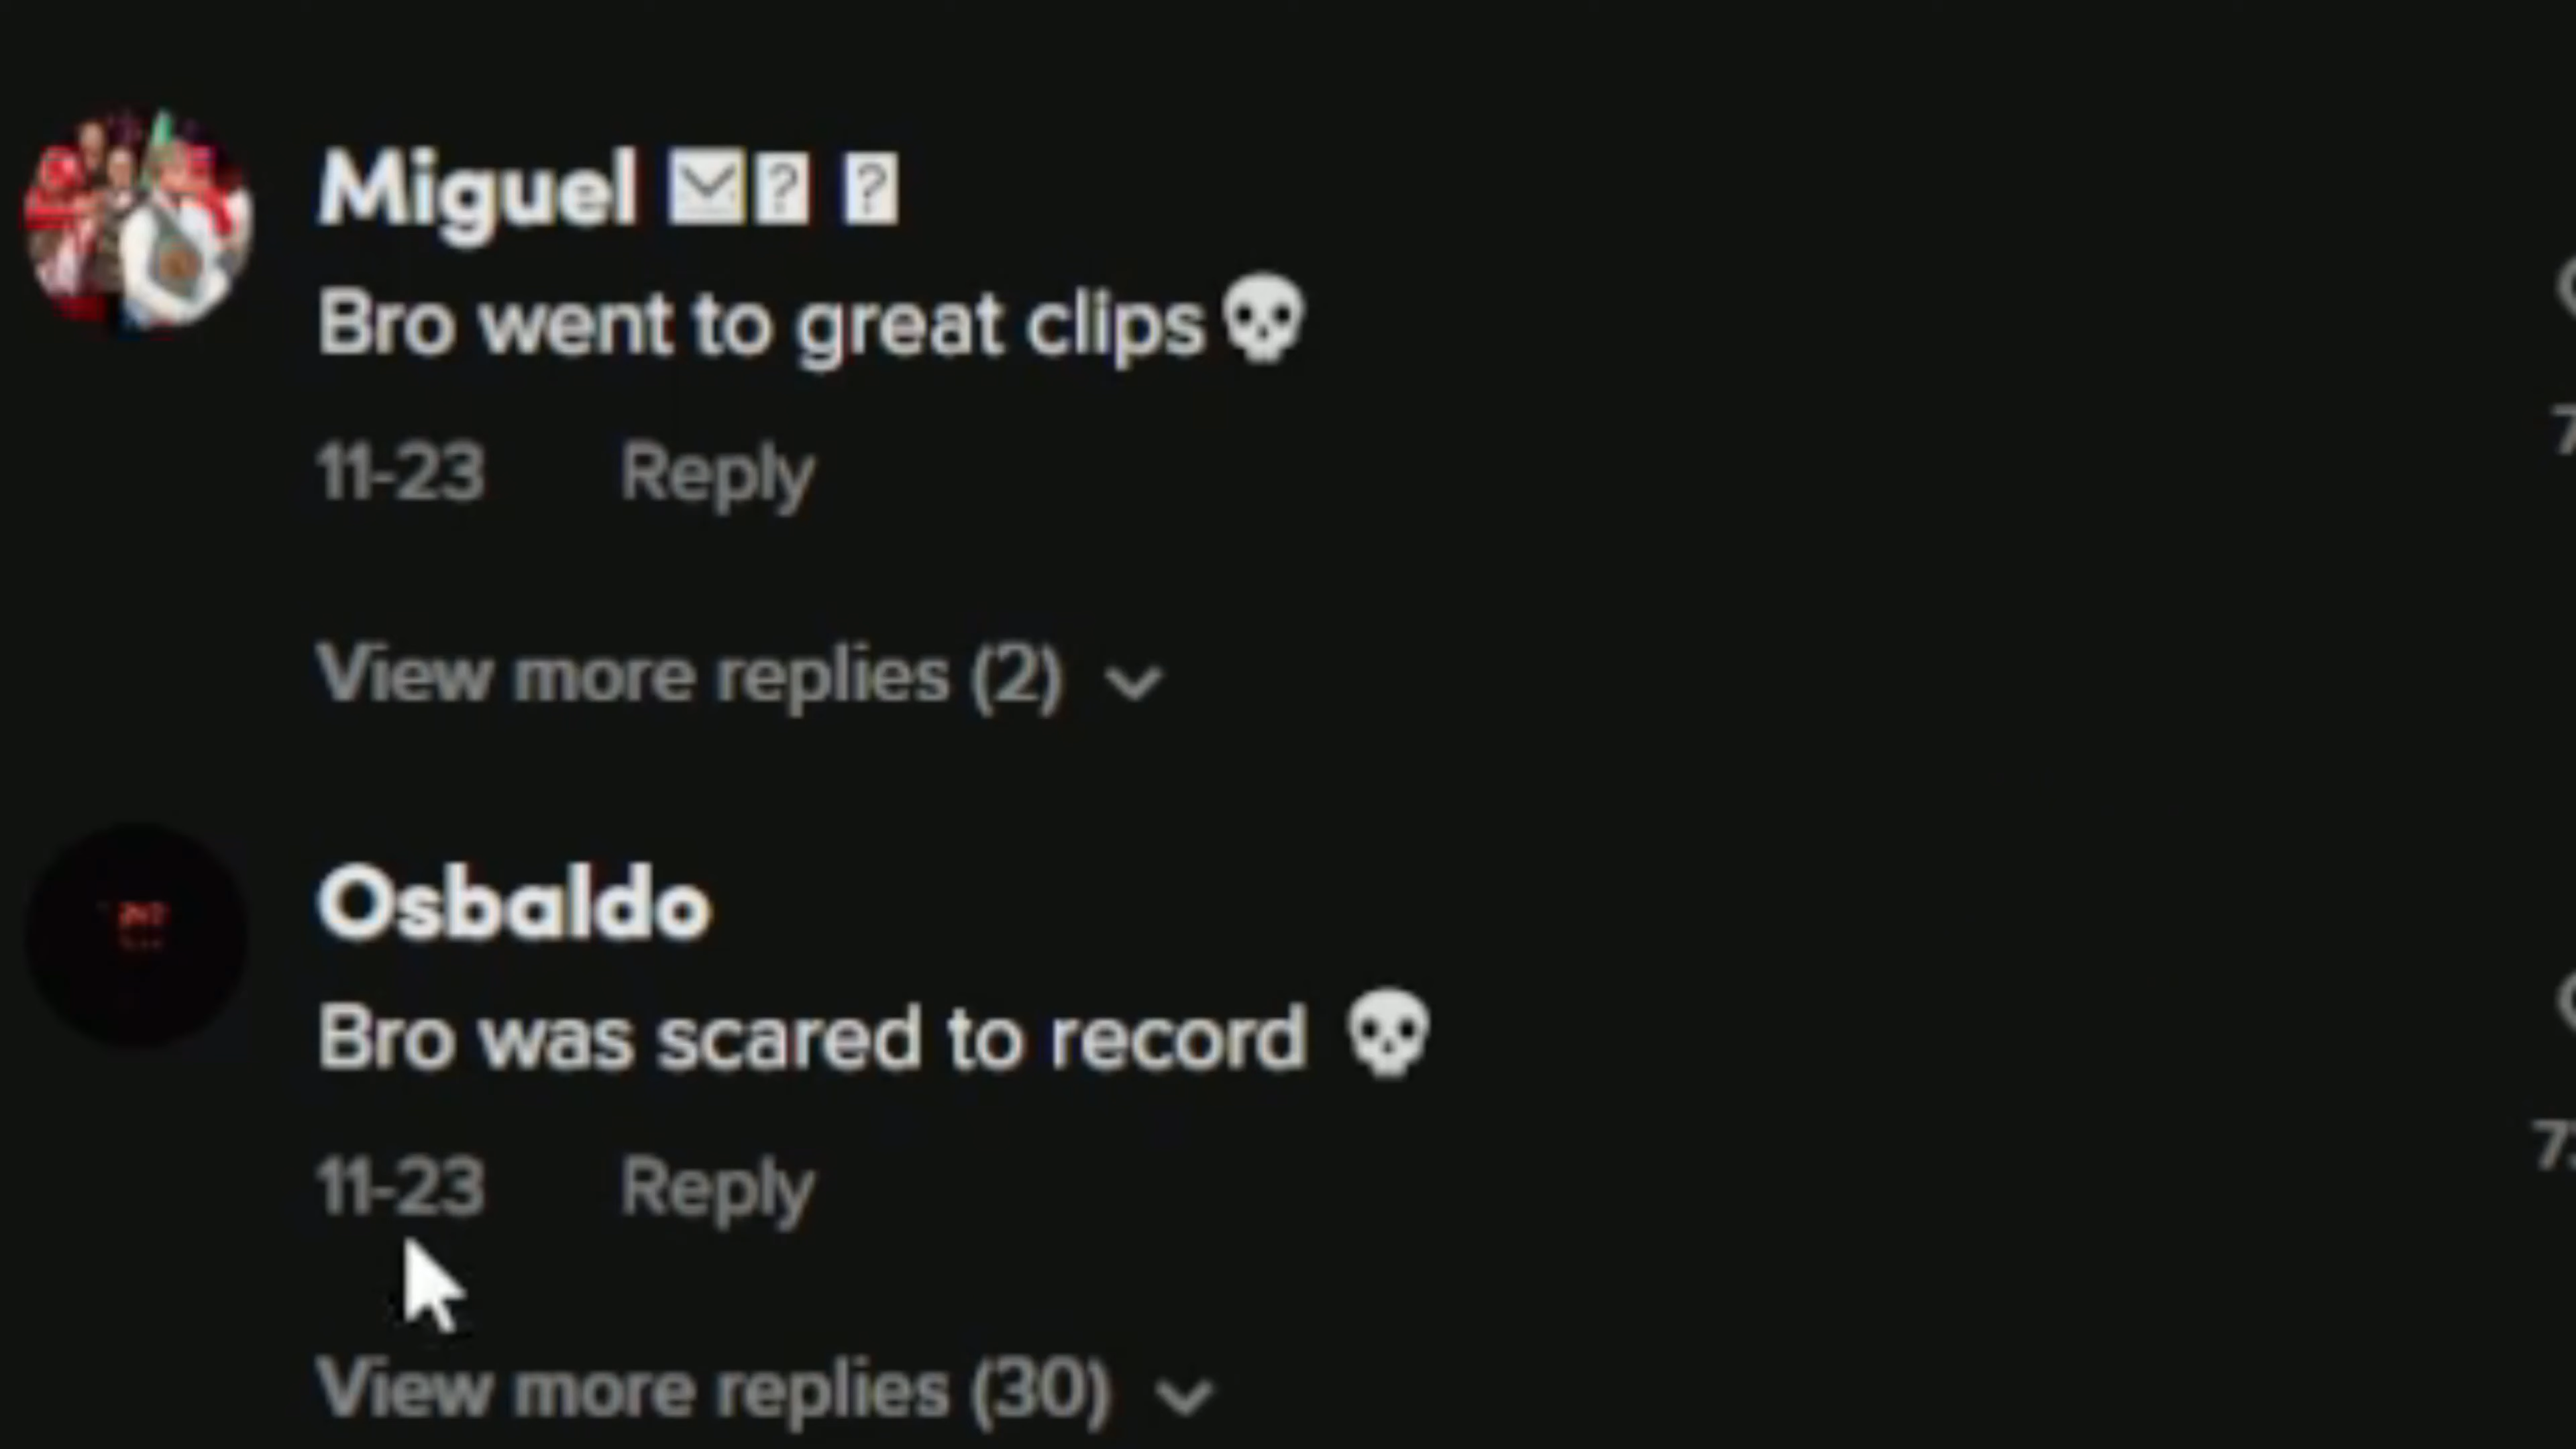 Miguel ✉⍰ ⍰
Bro went to great clips💀
11-23 Reply
View more replies (2)
Osbaldo
Bro was scared to record 💀
11-23 Reply
View more replies (30)